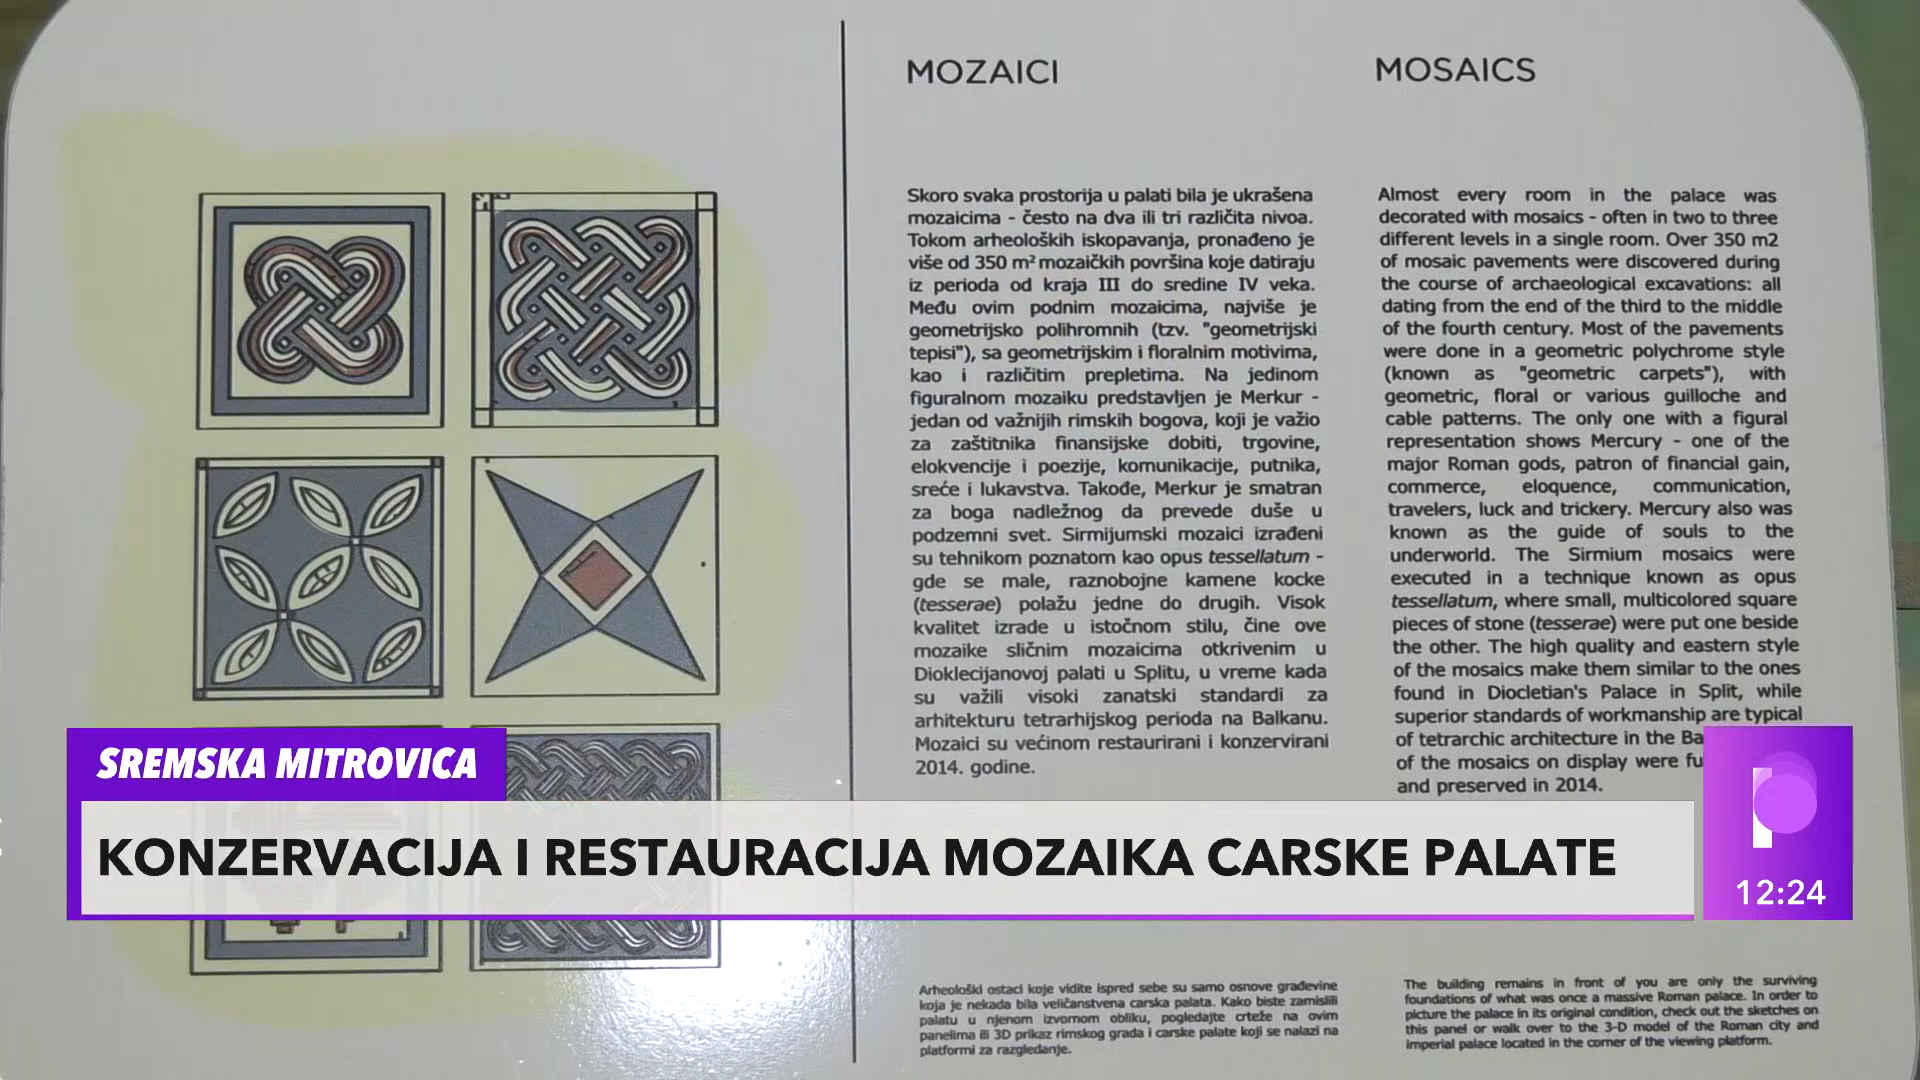 MOZAICI
Skoro svaka prostorija u palati bila je ukrašena
mozaicima - često na dva ili tri različita nivoa.
Tokom arheoloških iskopavanja, pronađeno je
više od 350 m² mozaičkih površina koje datiraju
iz perioda od kraja III do sredine IV veka.
Među ovim podnim mozaicima, najviše je
geometrijsko polihromnih (tzv. "geometrijski
tepisi"), sa geometrijskim i floralnim motivima,
kao i različitim prepletima. Na jedinom
figuralnom mozaiku predstavljen je Merkur -
jedan od važnijih rimskih bogova, koji je važio
za zaštitnika finansijske dobiti, trgovine,
elokvencije i poezije, komunikacije, putnika,
sreće i lukavstva. Takođe, Merkur je smatran
za boga nadležnog da prevede duše u
podzemni svet. Sirmijumski mozaici izrađeni
su tehnikom poznatom kao opus tessellatum -
gde se male, raznobojne kamene kocke
(tesserae) polažu jedne do drugih. Visok
kvalitet izrade u istočnom stilu, čine ove
mozaike sličnim mozaicima otkrivenim u
Dioklecijanovoj palati u Splitu, u vreme kada
su važili visoki zanatski standardi za
arhitekturu tetrarhijskog perioda na Balkanu.
Mozaici su većinom restaurirani i konzervirani
2014. godine.
MOSAICS
Almost every room in the palace was
decorated with mosaics - often in two to three
different levels in a single room. Over 350 m2
of mosaic pavements were discovered during
the course of archaeological excavations: all
dating from the end of the third to the middle
of the fourth century. Most of the pavements
were done in a geometric polychrome style
(known as "geometric carpets"), with
geometric, floral or various guilloche and
cable patterns. The only one with a figural
representation shows Mercury - one of the
major Roman gods, patron of financial gain,
commerce, eloquence, communication,
travelers, luck and trickery. Mercury also was
known as the guide of souls to the
underworld. The Sirmium mosaics were
executed in a technique known as opus
tessellatum, where small, multicolored square
pieces of stone (tesserae) were put one beside
the other. The high quality and eastern style
of the mosaics make them similar to the ones
found in Diocletian's Palace in Split, while
superior standards of workmanship are typical
of tetrarchic architecture in the
of the mosaics on display were
and preserved in 2014.
SREMSKA MITROVICA
KONZERVACIJA I RESTAURACIJA MOZAIKA CARSKE PALATE
12:24
Arheološki ostaci koje vidite ispred sebe su samo osnove građevine
koja je nekada bila veličanstvena carska palata. Kako biste zamislili
palatu u njenom izvornom obliku, pogledajte crteže na ovim
panelima ili 3D prikaz rimskog grada i carske palate koji se nalazi na
platformi za razgledanje.
The building remains in front of you are only the surviving
foundations of what was once a massive Roman palace. In order to
picture the palace in its original condition, check out the sketches on
this panel or walk over to the 3-D model of the Roman city and
imperial palace located in the corner of the viewing platform.